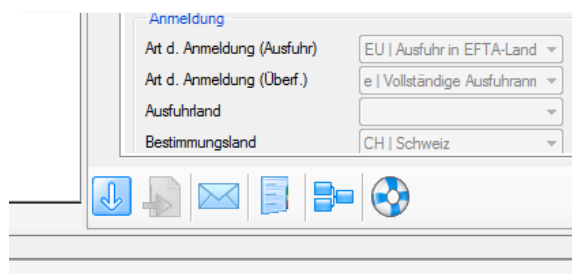 Anmeldung
Art d. Anmeldung (Ausfuhr) EU | Ausfuhr in EFTA-Land
Art d. Anmeldung (Überf.) e | Vollständige Ausfuhrann
Ausfuhrland
Bestimmungsland CH | Schweiz